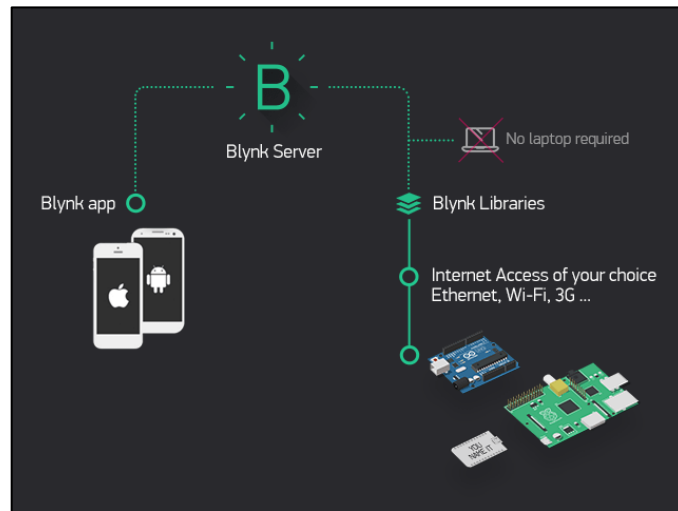 B
Blynk Server
No laptop required
Blynk app
Blynk Libraries
Internet Access of your choice
Ethernet, Wi-Fi, 3G ...
YOU
NAME IT